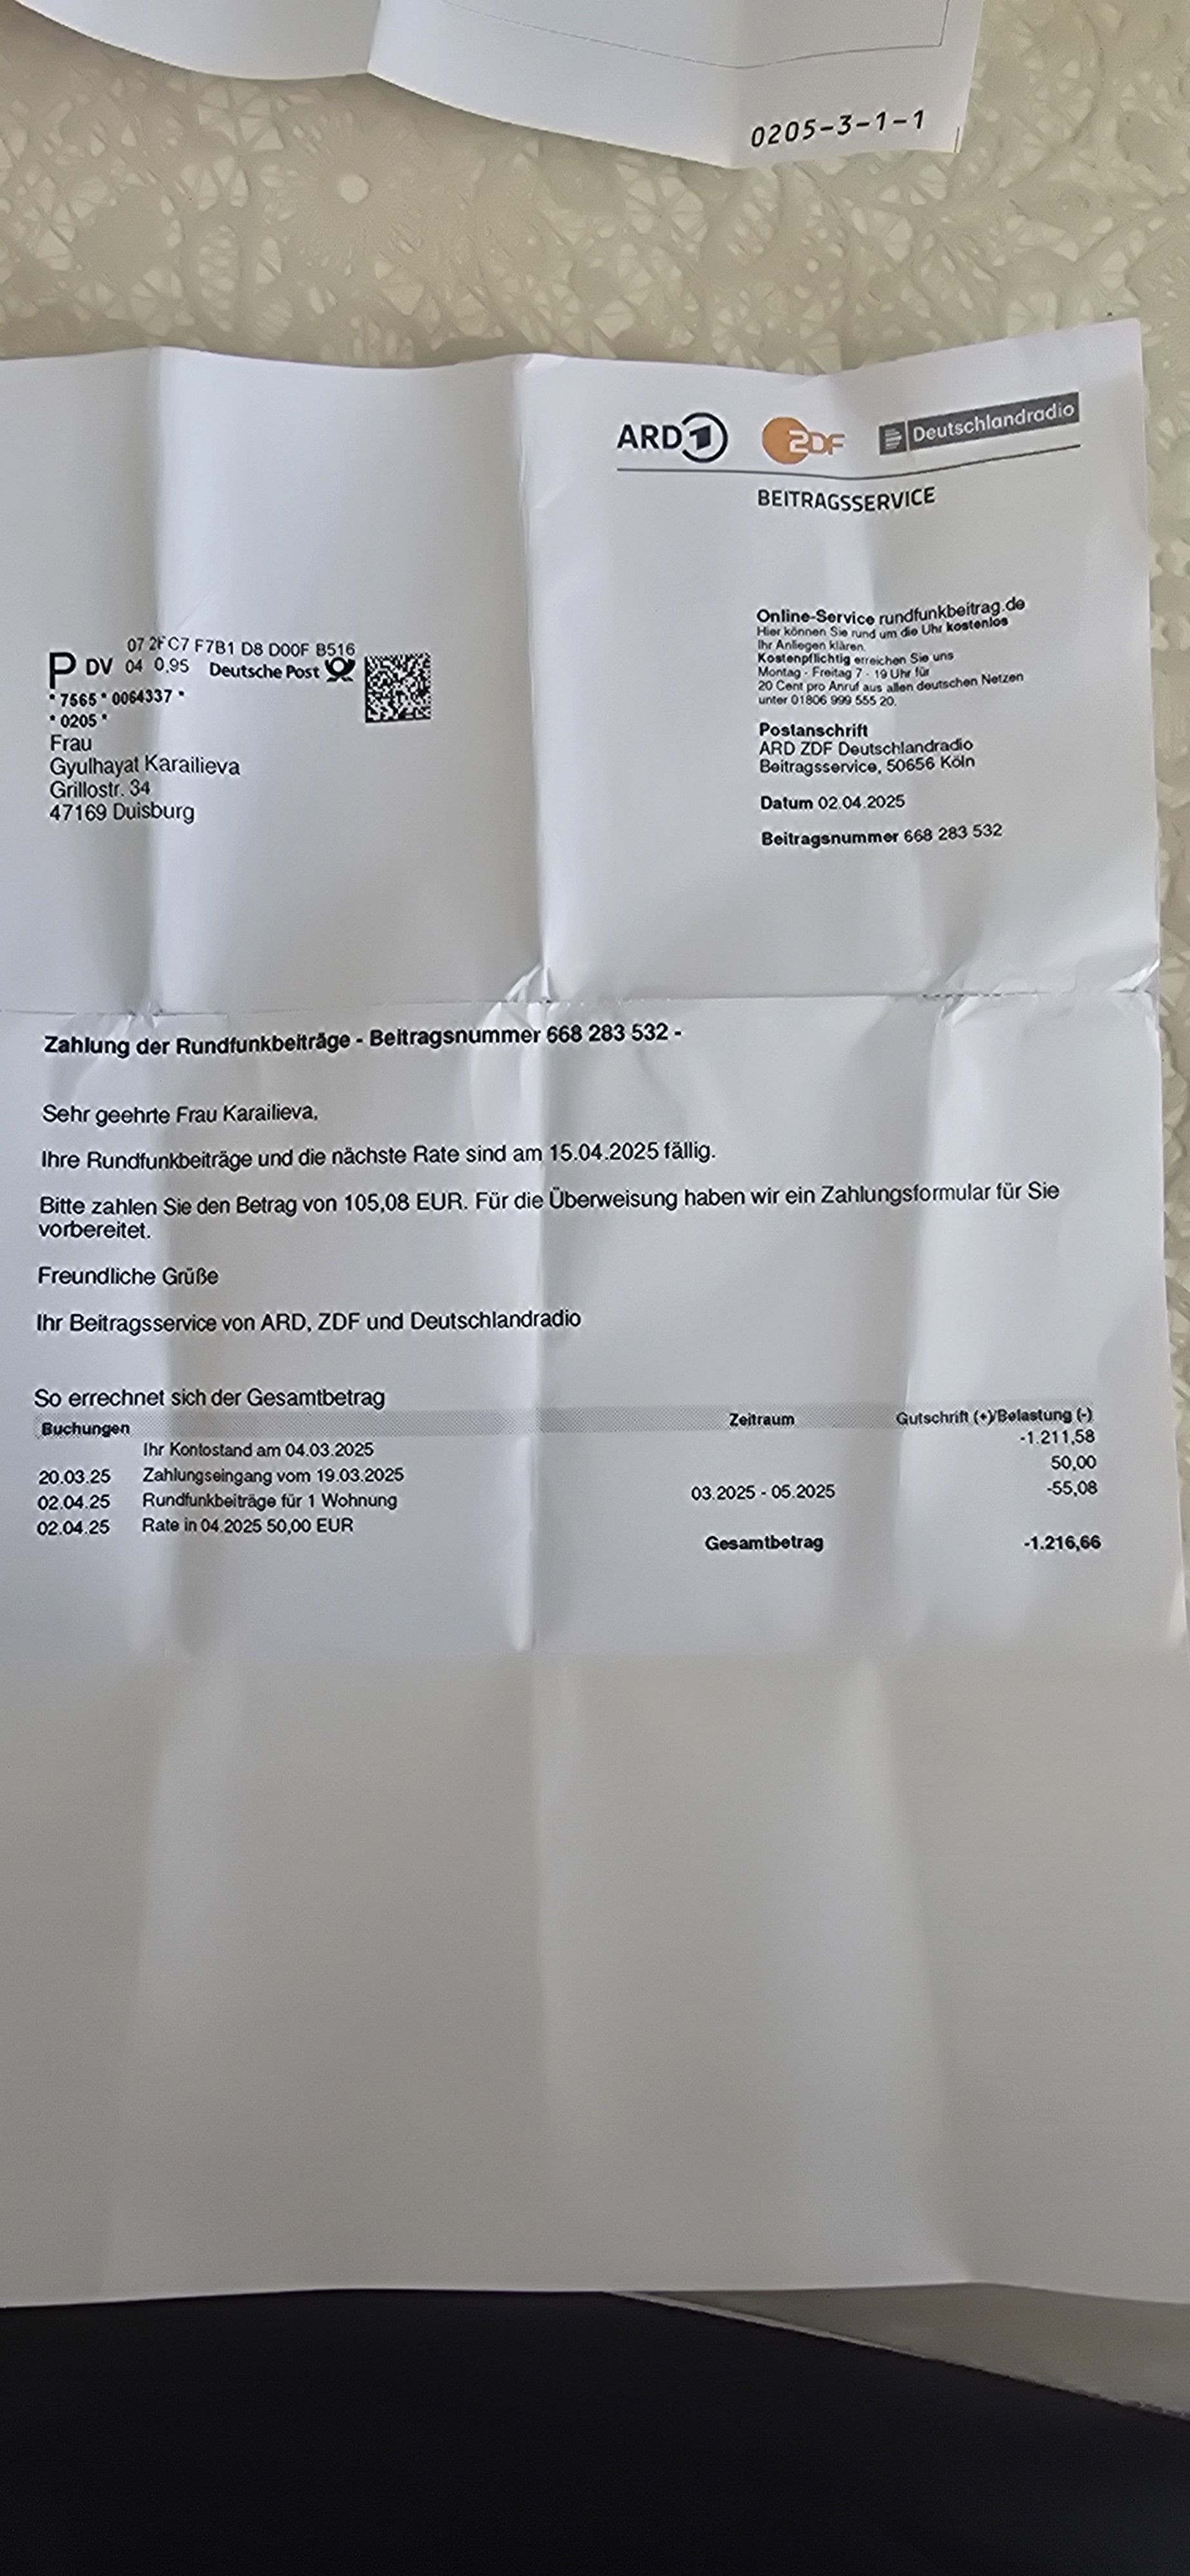 0205-3-1-1
ARD 1 ZDF Deutschlandradio
BEITRAGSSERVICE
Online-Service rundfunkbeitrag.de
Hier können Sie rund um die Uhr kostenlos
Ihr Anliegen klären.
Kostenpflichtig erreichen Sie uns
Montag - Freitag 7 - 19 Uhr für
20 Cent pro Anruf aus allen deutschen Netzen
unter 01806 999 555 20.
Postanschrift
ARD ZDF Deutschlandradio
Beitragsservice, 50656 Köln
Datum 02.04.2025
Beitragsnummer 668 283 532
07 2F C7 F7B1 D8 D00F B516
P DV 04 0,95 Deutsche Post
* 7565 * 0064337 *
* 0205 *
Frau
Gyulhayat Karailieva
Grillostr. 34
47169 Duisburg
Zahlung der Rundfunkbeiträge - Beitragsnummer 668 283 532 -
Sehr geehrte Frau Karailieva,
Ihre Rundfunkbeiträge und die nächste Rate sind am 15.04.2025 fällig.
Bitte zahlen Sie den Betrag von 105,08 EUR. Für die Überweisung haben wir ein Zahlungsformular für Sie
vorbereitet.
Freundliche Grüße
Ihr Beitragsservice von ARD, ZDF und Deutschlandradio
So errechnet sich der Gesamtbetrag
Buchungen Zeitraum Gutschrift (+)/Belastung (-)
Ihr Kontostand am 04.03.2025 -1.211,58
20.03.25 Zahlungseingang vom 19.03.2025 50,00
02.04.25 Rundfunkbeiträge für 1 Wohnung 03.2025 - 05.2025 -55,08
02.04.25 Rate in 04.2025 50,00 EUR
Gesamtbetrag -1.216,66